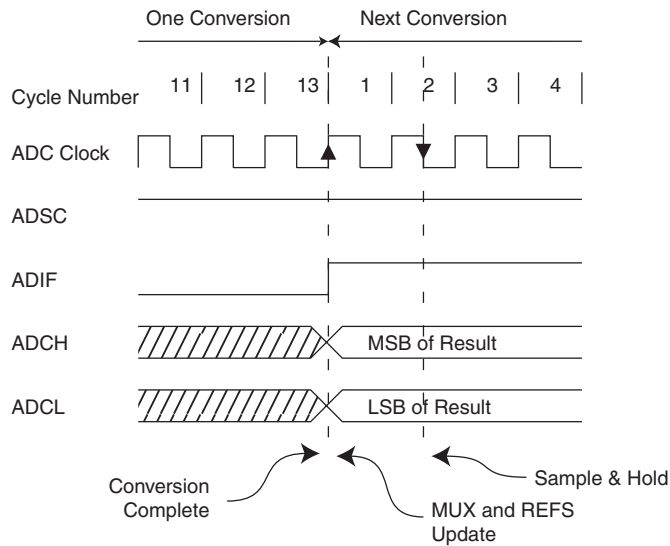 One Conversion Next Conversion
Cycle Number 11 12 13 1 2 3 4
ADC Clock
ADSC
ADIF
ADCH MSB of Result
ADCL LSB of Result
Conversion
Complete
MUX and REFS
Update
Sample & Hold